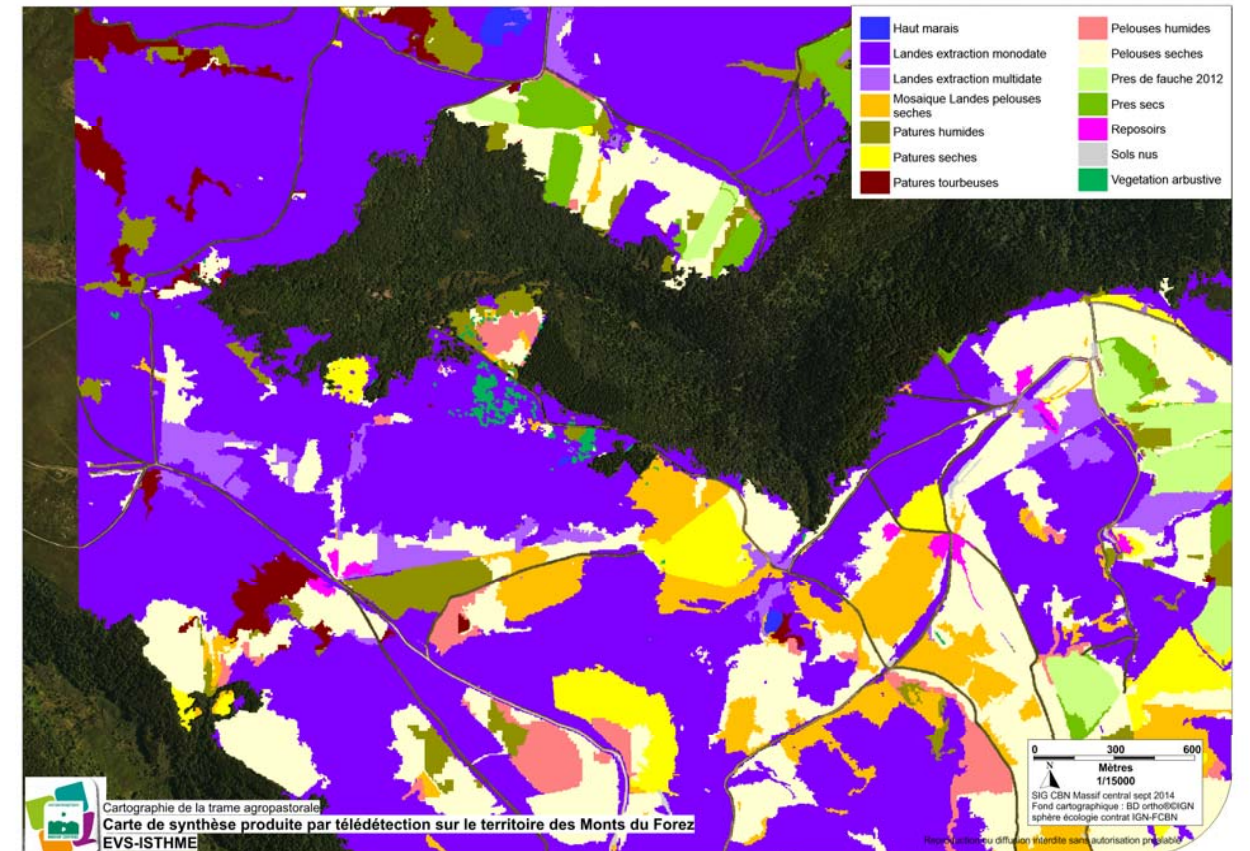 Haut marais
Landes extraction monodate
Landes extraction multidate
Mosaique Landes pelouses
seches
Patures humides
Patures seches
Patures tourbeuses
Pelouses humides
Pelouses seches
Pres de fauche 2012
Pres secs
Reposoirs
Sols nus
Vegetation arbustive
0 300 600
Mètres
N
1/15000
SIG CBN Massif central sept 2014
Fond cartographique : BD ortho®©IGN
sphère écologie contrat IGN-FCBN
Cartographie de la trame agropastorale
Carte de synthèse produite par télédétection sur le territoire des Monts du Forez
EVS-ISTHME
Reproduction ou diffusion interdite sans autorisation préalable